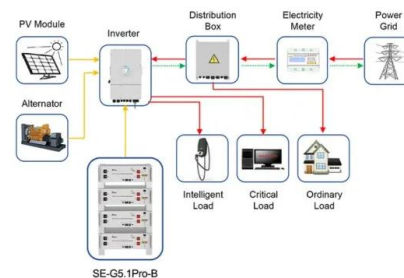 PV Module
Inverter
Distribution
Box
Electricity
Meter
Power
Grid
Alternator
Intelligent
Load
Critical
Load
Ordinary
Load
SE-G5.1Pro-B